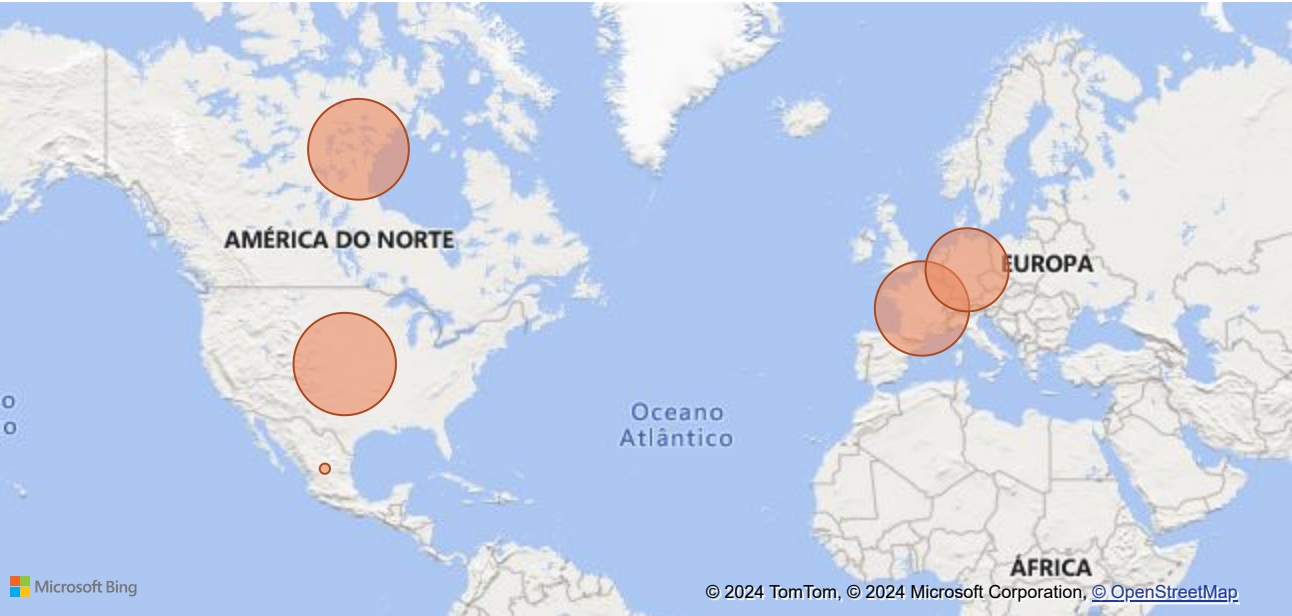 AMÉRICA DO NORTE
EUROPA
o
o
Oceano
Atlântico
ÁFRICA
Microsoft Bing
© 2024 TomTom, © 2024 Microsoft Corporation, © OpenStreetMap